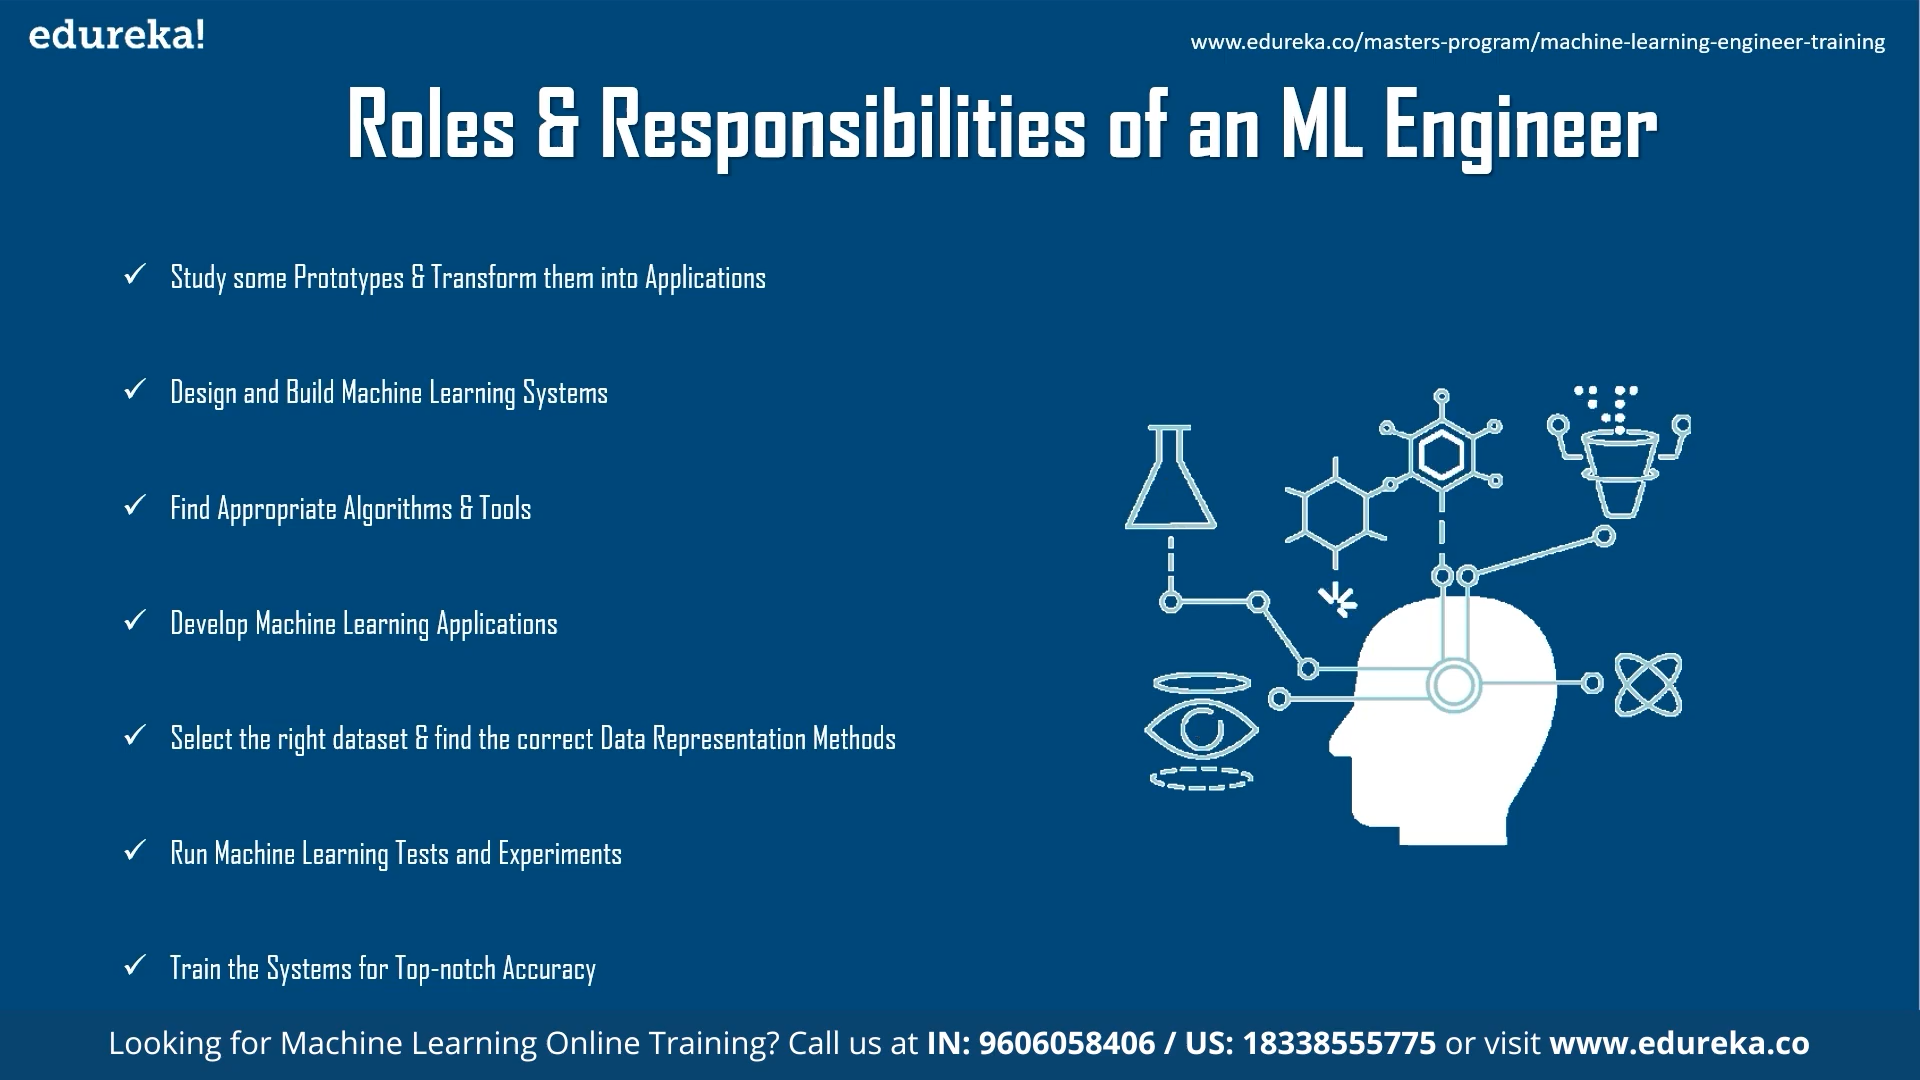 edureka!
www.edureka.co/masters-program/machine-learning-engineer-training
Roles & Responsibilities of an ML Engineer
✓ Study some Prototypes & Transform them into Applications
✓ Design and Build Machine Learning Systems
✓ Find Appropriate Algorithms & Tools
✓ Develop Machine Learning Applications
✓ Select the right dataset & find the correct Data Representation Methods
✓ Run Machine Learning Tests and Experiments
✓ Train the Systems for Top-notch Accuracy
Looking for Machine Learning Online Training? Call us at IN: 9606058406 / US: 18338555775 or visit www.edureka.co